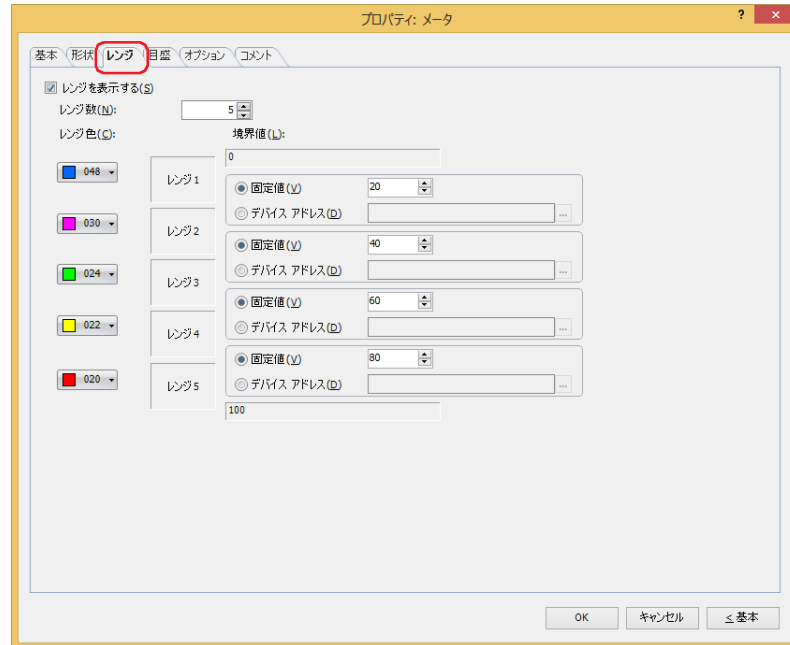 プロパティ: メータ
? ×
基本 形状 レンジ 目盛 オプション コメント
レンジを表示する(S)
レンジ数(N): 5
レンジ色(C): 境界値(L):
0
048 レンジ 1
固定値(V) 20
デバイス アドレス(D) ...
030 レンジ 2
固定値(V) 40
デバイス アドレス(D) ...
024 レンジ 3
固定値(V) 60
デバイス アドレス(D) ...
022 レンジ 4
固定値(V) 80
デバイス アドレス(D) ...
020 レンジ 5
100
OK キャンセル ≤基本